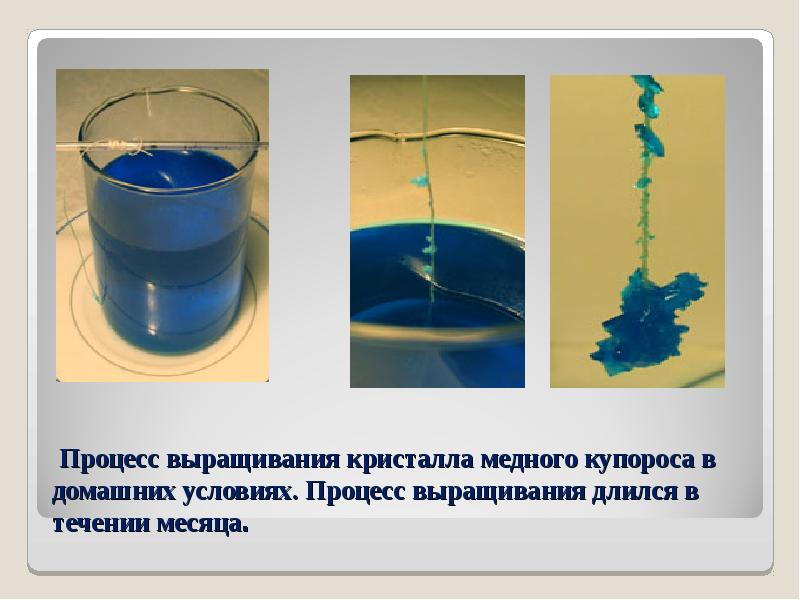 Процесс выращивания кристалла медного купороса в
домашних условиях. Процесс выращивания длился в
течении месяца.